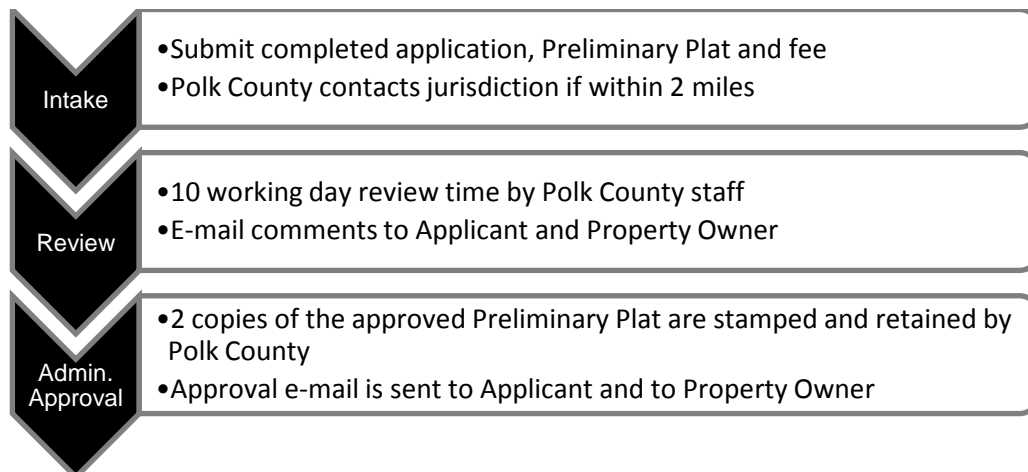 Intake
•Submit completed application, Preliminary Plat and fee
•Polk County contacts jurisdiction if within 2 miles
Review
•10 working day review time by Polk County staff
•E-mail comments to Applicant and Property Owner
Admin.
Approval
•2 copies of the approved Preliminary Plat are stamped and retained by
Polk County
•Approval e-mail is sent to Applicant and to Property Owner